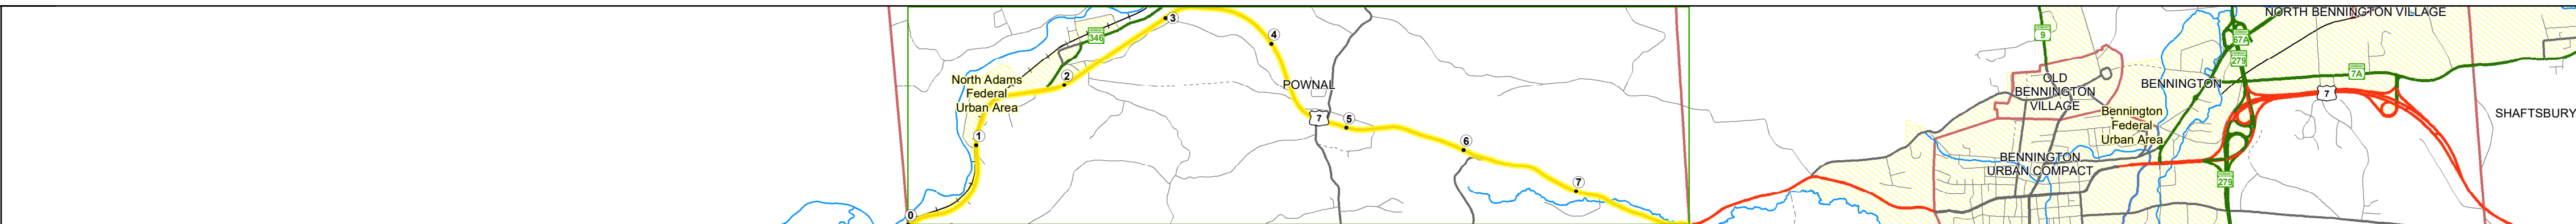 NORTH BENNINGTON VILLAGE
3
346
4
9
67A
279
North Adams
Federal
Urban Area
2
POWNAL
OLD
BENNINGTON
VILLAGE
BENNINGTON
7A
7
Bennington
Federal
Urban Area
SHAFTSBURY
7
5
1
6
BENNINGTON
URBAN COMPACT
7
279
0